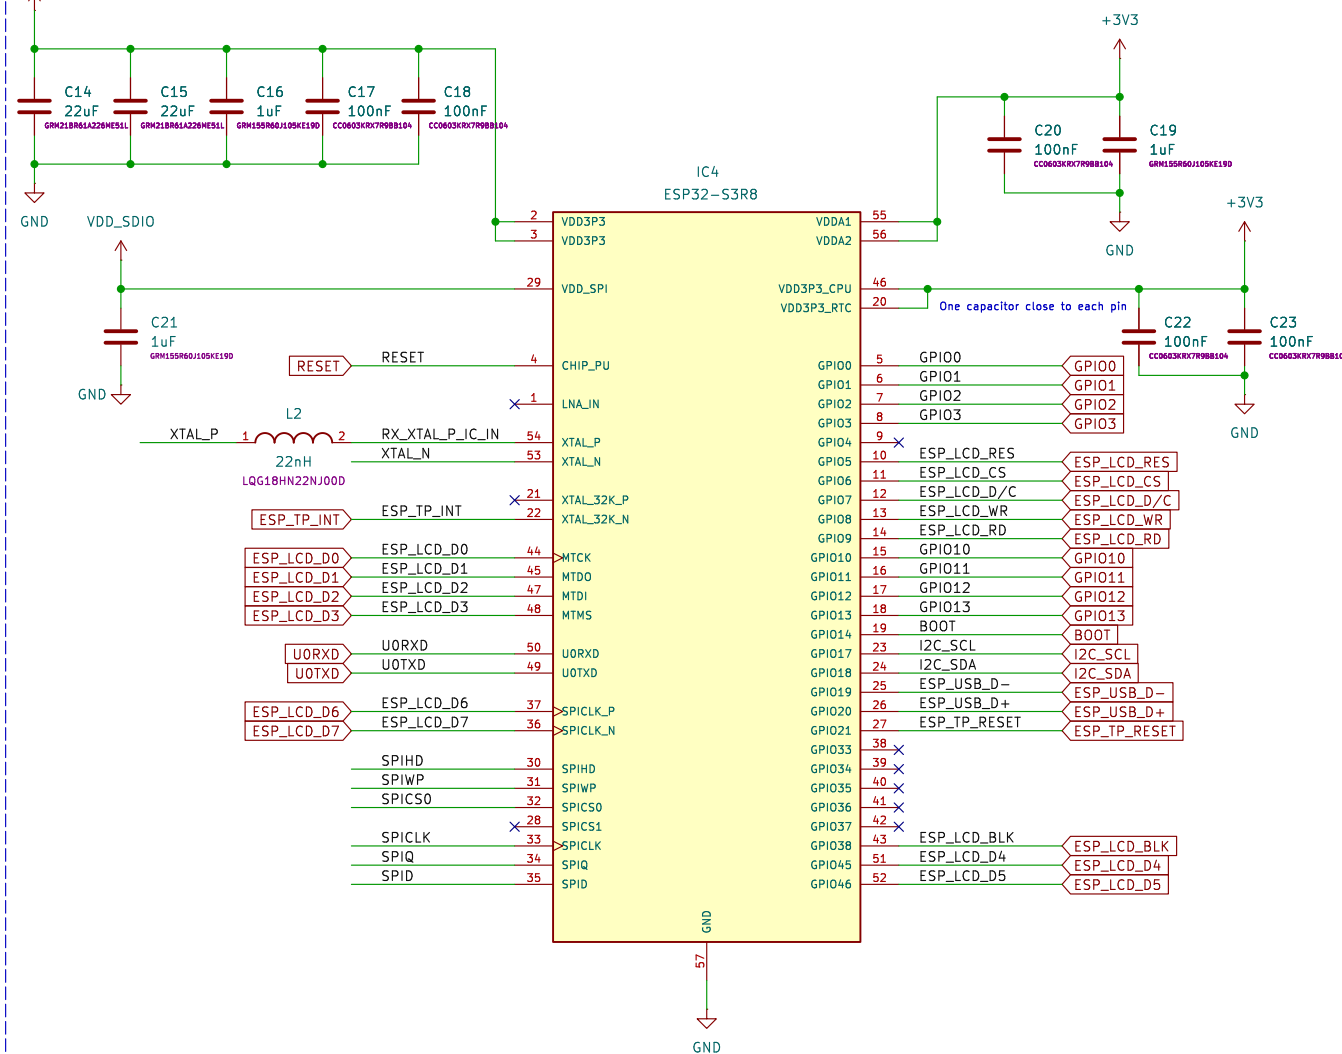 +3V3
C14
22uF
GRM21BR61A226ME51L
C15
22uF
GRM21BR61A226ME51L
C16
1uF
GRM155R60J105KE19D
C17
100nF
CC0603KRX7R9BB104
C18
100nF
CC0603KRX7R9BB104
C20
100nF
CC0603KRX7R9BB104
C19
1uF
GRM155R60J105KE19D
GND
VDD_SDIO
IC4
ESP32-S3R8
GND
+3V3
2 VDD3P3
3 VDD3P3
29 VDD_SPI
VDDA1 55
VDDA2 56
VDD3P3_CPU 46
VDD3P3_RTC 20
One capacitor close to each pin
C21
1uF
GRM155R60J105KE19D
GND
C22
100nF
CC0603KRX7R9BB104
C23
100nF
CC0603KRX7R9BB10
GND
RESET RESET 4 CHIP_PU
1 LNA_IN
L2
XTAL_P 1 2 RX_XTAL_P_IC_IN 54 XTAL_P
22nH
LQG18HN22NJ00D
XTAL_N 53 XTAL_N
21 XTAL_32K_P
ESP_TP_INT ESP_TP_INT 22 XTAL_32K_N
ESP_LCD_D0 ESP_LCD_D0 44 MTCK
ESP_LCD_D1 ESP_LCD_D1 45 MTDO
ESP_LCD_D2 ESP_LCD_D2 47 MTDI
ESP_LCD_D3 ESP_LCD_D3 48 MTMS
U0RXD U0RXD 50 U0RXD
U0TXD U0TXD 49 U0TXD
ESP_LCD_D6 ESP_LCD_D6 37 SPICLK_P
ESP_LCD_D7 ESP_LCD_D7 36 SPICLK_N
SPIHD 30 SPIHD
SPIWP 31 SPIWP
SPICS0 32 SPICS0
28 SPICS1
SPICLK 33 SPICLK
SPIQ 34 SPIQ
SPID 35 SPID
GPIO0 5 GPIO0 GPIO0
GPIO1 6 GPIO1 GPIO1
GPIO2 7 GPIO2 GPIO2
GPIO3 8 GPIO3 GPIO3
GPIO4 9
GPIO5 10 ESP_LCD_RES ESP_LCD_RES
GPIO6 11 ESP_LCD_CS ESP_LCD_CS
GPIO7 12 ESP_LCD_D/C ESP_LCD_D/C
GPIO8 13 ESP_LCD_WR ESP_LCD_WR
GPIO9 14 ESP_LCD_RD ESP_LCD_RD
GPIO10 15 GPIO10 GPIO10
GPIO11 16 GPIO11 GPIO11
GPIO12 17 GPIO12 GPIO12
GPIO13 18 GPIO13 GPIO13
GPIO14 19 BOOT BOOT
GPIO17 23 I2C_SCL I2C_SCL
GPIO18 24 I2C_SDA I2C_SDA
GPIO19 25 ESP_USB_D- ESP_USB_D-
GPIO20 26 ESP_USB_D+ ESP_USB_D+
GPIO21 27 ESP_TP_RESET ESP_TP_RESET
GPIO33 38
GPIO34 39
GPIO35 40
GPIO36 41
GPIO37 42
GPIO38 43 ESP_LCD_BLK ESP_LCD_BLK
GPIO45 51 ESP_LCD_D4 ESP_LCD_D4
GPIO46 52 ESP_LCD_D5 ESP_LCD_D5
GND
57
GND